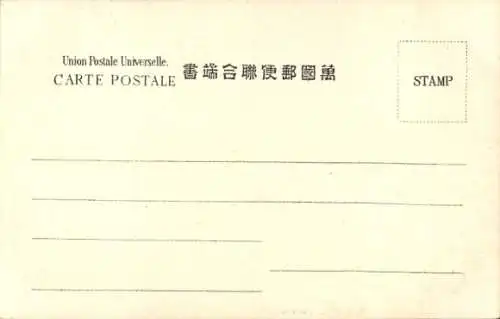 Union Postale Universelle.
CARTE POSTALE
萬國郵便聯合端書
STAMP